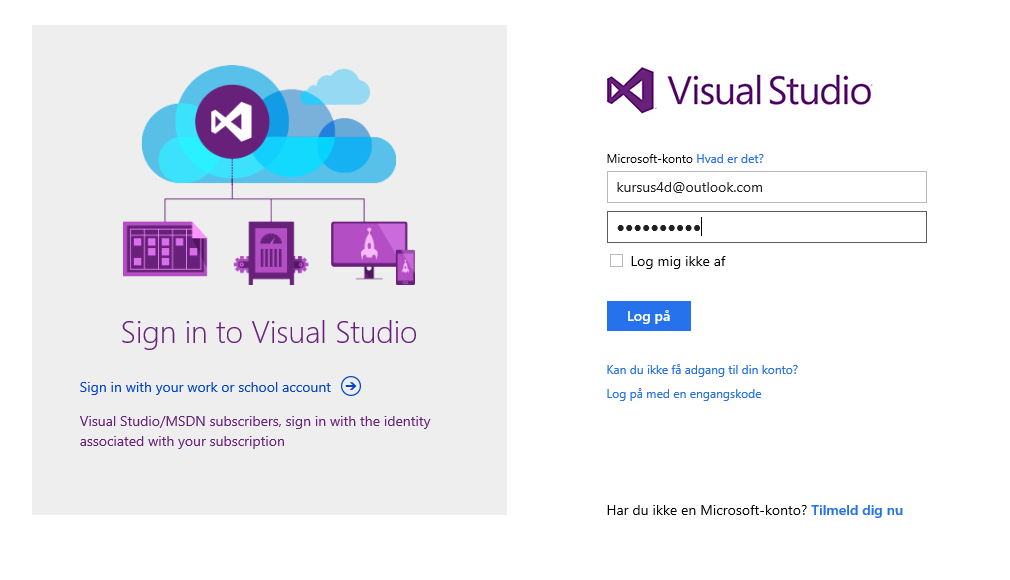 Sign in to Visual Studio
Sign in with your work or school account
Visual Studio/MSDN subscribers, sign in with the identity
associated with your subscription
Visual Studio
Microsoft-konto Hvad er det?
kursus4d@outlook.com
••••••••••
Log mig ikke af
Log på
Kan du ikke få adgang til din konto?
Log på med en engangskode
Har du ikke en Microsoft-konto? Tilmeld dig nu